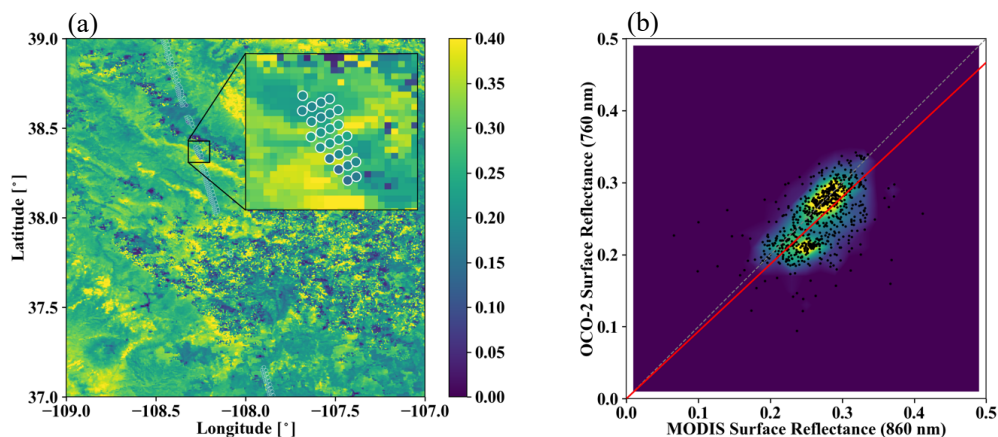 (a)
39.0
38.5
38.0
37.5
37.0
Latitude [°]
−109.0 −108.5 −108.0 −107.5 −107.0
Longitude [°]
0.40
0.35
0.30
0.25
0.20
0.15
0.10
0.05
0.00
(b)
0.5
0.4
0.3
0.2
0.1
0.0
OCO-2 Surface Reflectance (760 nm)
0.0 0.1 0.2 0.3 0.4 0.5
MODIS Surface Reflectance (860 nm)